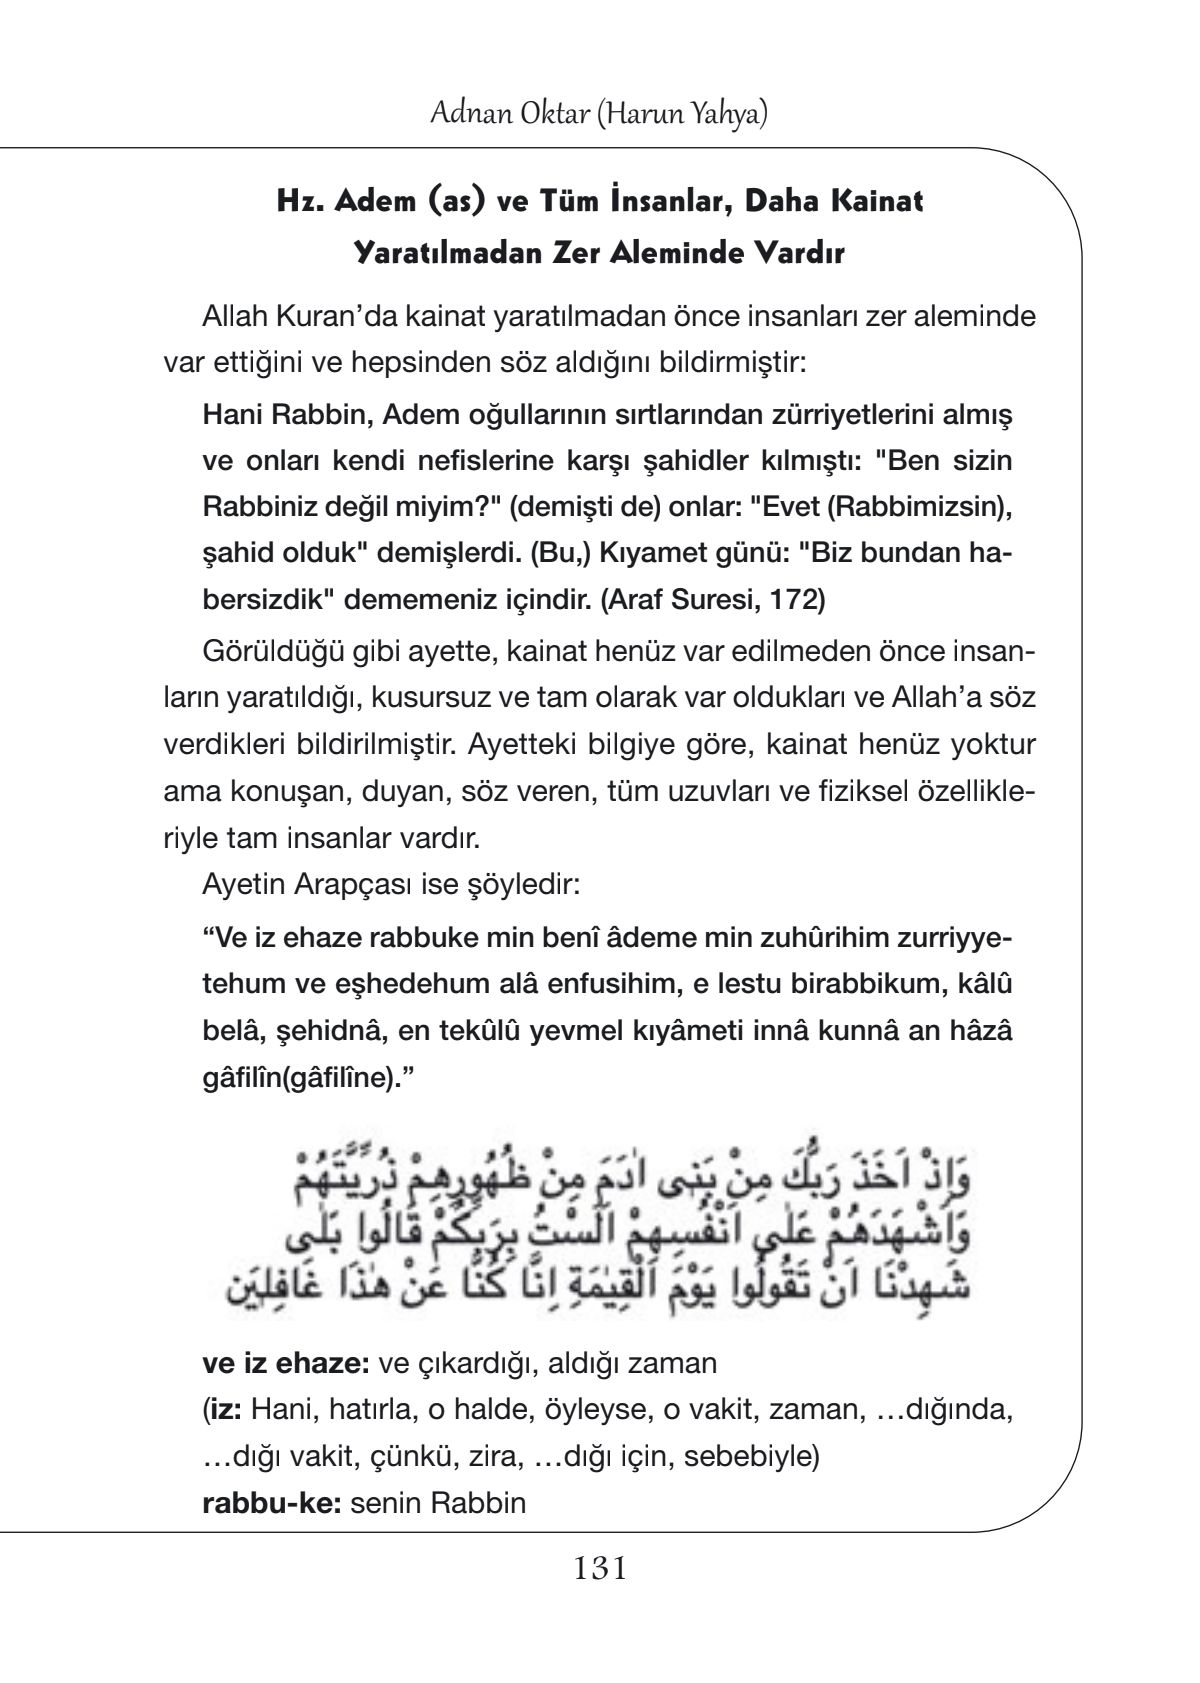 Adnan Oktar (Harun Yahya)
Hz. Adem (as) ve Tüm İnsanlar, Daha Kainat
Yaratılmadan Zer Aleminde Vardır
Allah Kuran’da kainat yaratılmadan önce insanları zer aleminde
var ettiğini ve hepsinden söz aldığını bildirmiştir:
Hani Rabbin, Adem oğullarının sırtlarından zürriyetlerini almış
ve onları kendi nefislerine karşı şahidler kılmıştı: "Ben sizin
Rabbiniz değil miyim?" (demişti de) onlar: "Evet (Rabbimizsin),
şahid olduk" demişlerdi. (Bu,) Kıyamet günü: "Biz bundan ha-
bersizdik" dememeniz içindir. (Araf Suresi, 172)
Görüldüğü gibi ayette, kainat henüz var edilmeden önce insan-
ların yaratıldığı, kusursuz ve tam olarak var oldukları ve Allah’a söz
verdikleri bildirilmiştir. Ayetteki bilgiye göre, kainat henüz yoktur
ama konuşan, duyan, söz veren, tüm uzuvları ve fiziksel özellikle-
riyle tam insanlar vardır.
Ayetin Arapçası ise şöyledir:
“Ve iz ehaze rabbuke min benî âdeme min zuhûrihim zurriyye-
tehum ve eşhedehum alâ enfusihim, e lestu birabbikum, kâlû
belâ, şehidnâ, en tekûlû yevmel kıyâmeti innâ kunnâ an hâzâ
gâfilîn(gâfilîne).”
وَاِذْ اَخَذَ رَبُّكَ مِنْ بَنٖى اٰدَمَ مِنْ ظُهُورِهِمْ ذُرِّيَّتَهُمْ
وَاَشْهَدَهُمْ عَلٰى اَنْفُسِهِمْ اَلَسْتُ بِرَبِّكُمْ قَالُوا بَلٰى
شَهِدْنَا اَنْ تَقُولُوا يَوْمَ الْقِيٰمَةِ اِنَّا كُنَّا عَنْ هٰذَا غَافِلٖينَ
ve iz ehaze: ve çıkardığı, aldığı zaman
(iz: Hani, hatırla, o halde, öyleyse, o vakit, zaman, …dığında,
…dığı vakit, çünkü, zira, …dığı için, sebebiyle)
rabbu-ke: senin Rabbin
131